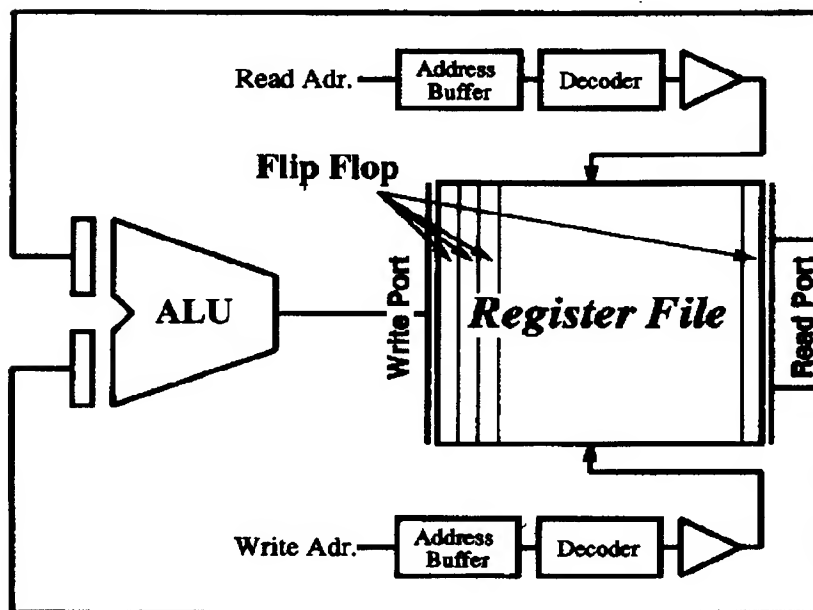 Read Adr.
Address
Buffer
Decoder
Flip Flop
ALU
Write Port
Register File
Read Port
Write Adr.
Address
Buffer
Decoder